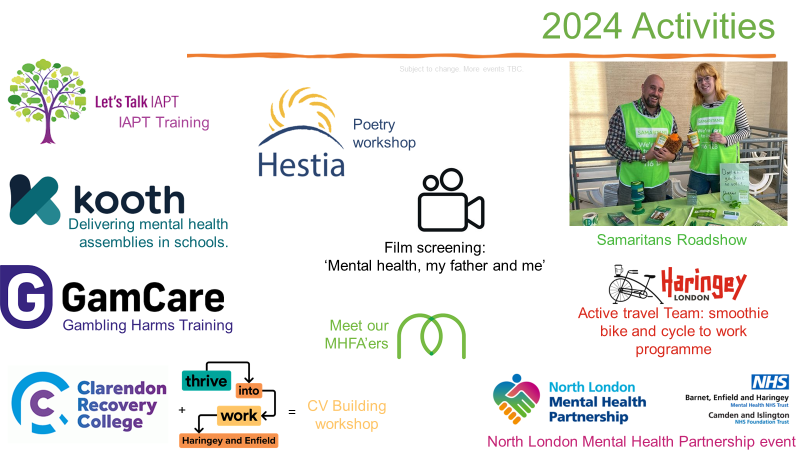 2024 Activities
Subject to change. More events TBC.
Let's Talk IAPT
IAPT Training
Hestia
Poetry
workshop
kooth
Delivering mental health
assemblies in schools.
Film screening:
‘Mental health, my father and me’
SAMARITANS
Samaritans Roadshow
GamCare
Gambling Harms Training
Haringey
LONDON
Active travel Team: smoothie
bike and cycle to work
programme
Meet our
MHFA’ers
Clarendon
Recovery
College
+
thrive
into
work
Haringey and Enfield
=
CV Building
workshop
North London
Mental Health
Partnership
NHS
Barnet, Enfield and Haringey
Mental Health NHS Trust
Camden and Islington
NHS Foundation Trust
North London Mental Health Partnership event